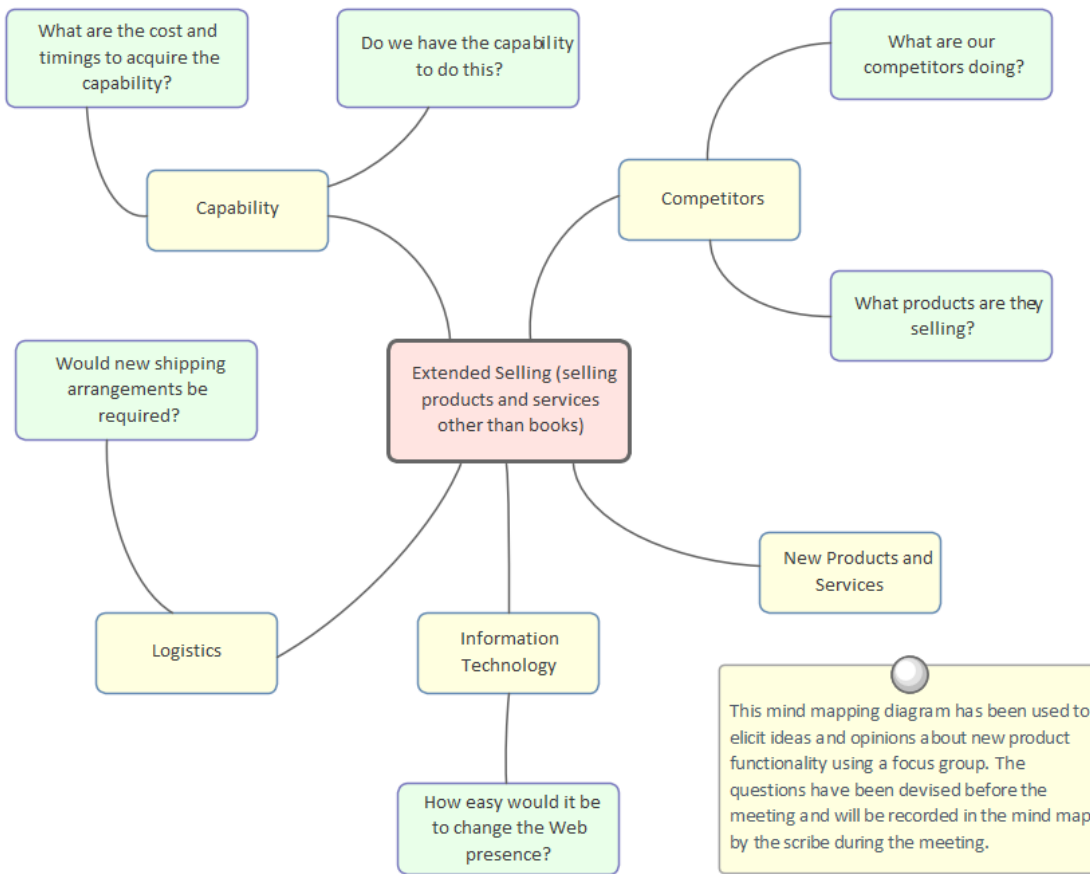 What are the cost and
timings to acquire the
capability?
Do we have the capability
to do this?
What are our
competitors doing?
Capability
Competitors
What products are they
selling?
Would new shipping
arrangements be
required?
Extended Selling (selling
products and services
other than books)
New Products and
Services
Logistics
Information
Technology
This mind mapping diagram has been used to
elicit ideas and opinions about new product
functionality using a focus group. The
questions have been devised before the
meeting and will be recorded in the mind map
by the scribe during the meeting.
How easy would it be
to change the Web
presence?